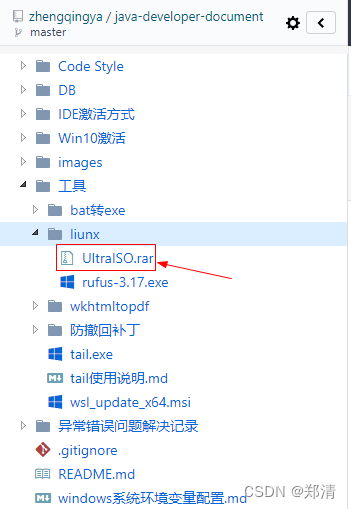 zhengqingya / java-developer-document
master
Code Style
DB
IDE激活方式
Win10激活
images
工具
bat转exe
liunx
UltraISO.rar
rufus-3.17.exe
wkhtmltopdf
防撤回补丁
tail.exe
tail使用说明.md
wsl_update_x64.msi
异常错误问题解决记录
.gitignore
README.md
windows系统环境变量配置.md
CSDN @郑清